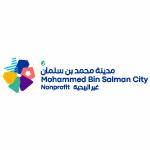 مدينة محمد بن سلمان
Mohammed Bin Salman City
Nonprofit غير الربحية